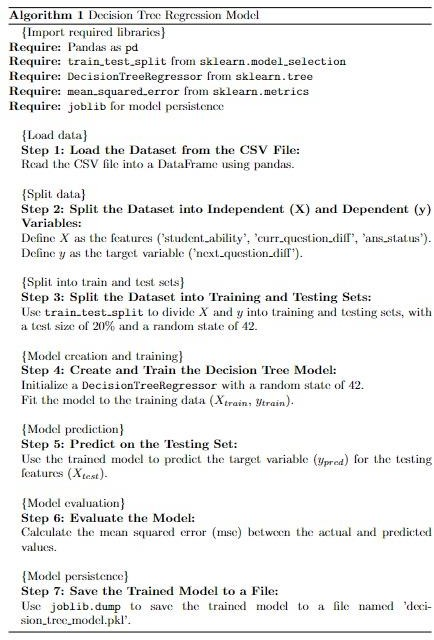 Algorithm 1 Decision Tree Regression Model
{Import required libraries}
Require: Pandas as pd
Require: train_test_split from sklearn.model_selection
Require: DecisionTreeRegressor from sklearn.tree
Require: mean_squared_error from sklearn.metrics
Require: joblib for model persistence
{Load data}
Step 1: Load the Dataset from the CSV File:
Read the CSV file into a DataFrame using pandas.
{Split data}
Step 2: Split the Dataset into Independent (X) and Dependent (y)
Variables:
Define X as the features ('student_ability', 'curr_question_diff', 'ans_status').
Define y as the target variable ('next_question_diff').
{Split into train and test sets}
Step 3: Split the Dataset into Training and Testing Sets:
Use train_test_split to divide X and y into training and testing sets, with
a test size of 20% and a random state of 42.
{Model creation and training}
Step 4: Create and Train the Decision Tree Model:
Initialize a DecisionTreeRegressor with a random state of 42.
Fit the model to the training data (Xtrain, ytrain).
{Model prediction}
Step 5: Predict on the Testing Set:
Use the trained model to predict the target variable (ypred) for the testing
features (Xtest).
{Model evaluation}
Step 6: Evaluate the Model:
Calculate the mean squared error (mse) between the actual and predicted
values.
{Model persistence}
Step 7: Save the Trained Model to a File:
Use joblib.dump to save the trained model to a file named 'deci-
sion_tree_model.pkl'.